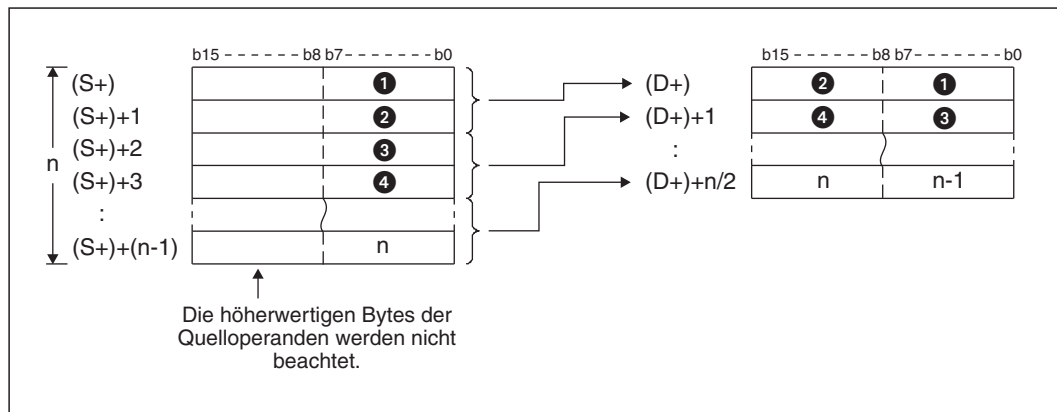 b15 - - - - - - - b8 b7 - - - - - - - b0
b15 - - - - - - - b8 b7 - - - - - - - b0
n
(S+) ❶ (D+) ❷ ❶
(S+)+1 ❷ (D+)+1 ❹ ❸
(S+)+2 ❸ :
(S+)+3 ❹ (D+)+n/2 n n-1
:
(S+)+(n-1) n
Die höherwertigen Bytes der
Quelloperanden werden nicht
beachtet.